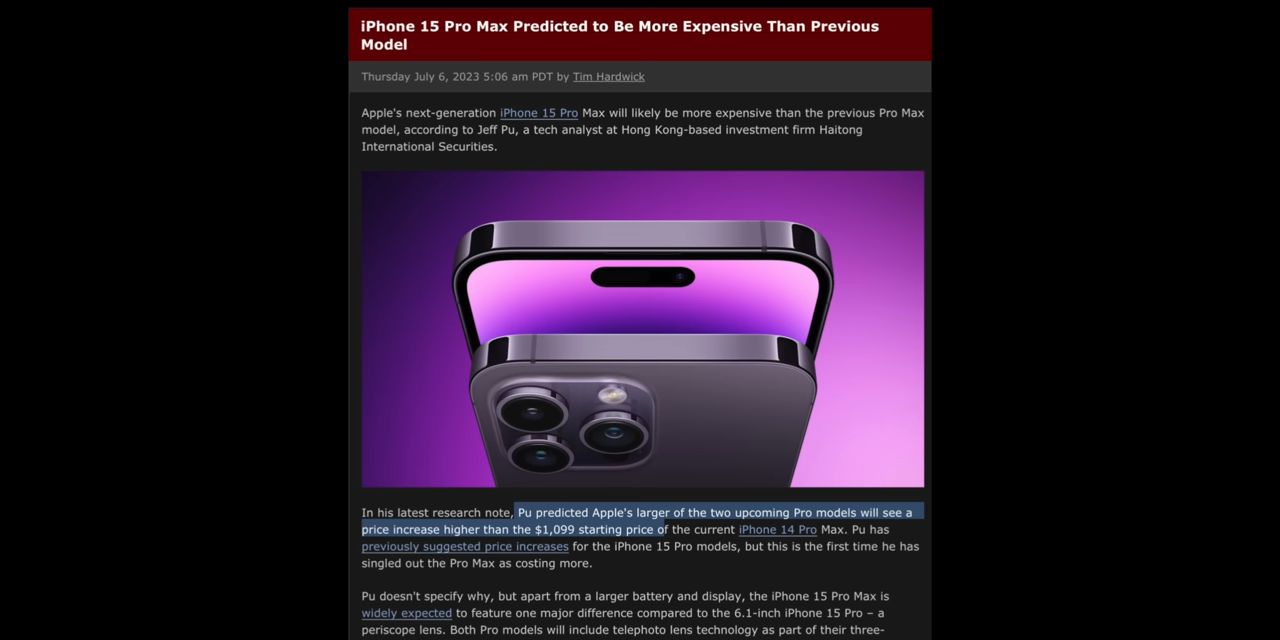 iPhone 15 Pro Max Predicted to Be More Expensive Than Previous
Model
Thursday July 6, 2023 5:06 am PDT by Tim Hardwick
Apple's next-generation iPhone 15 Pro Max will likely be more expensive than the previous Pro Max
model, according to Jeff Pu, a tech analyst at Hong Kong-based investment firm Haitong
International Securities.
In his latest research note, Pu predicted Apple's larger of the two upcoming Pro models will see a
price increase higher than the $1,099 starting price of the current iPhone 14 Pro Max. Pu has
previously suggested price increases for the iPhone 15 Pro models, but this is the first time he has
singled out the Pro Max as costing more.
Pu doesn't specify why, but apart from a larger battery and display, the iPhone 15 Pro Max is
widely expected to feature one major difference compared to the 6.1-inch iPhone 15 Pro – a
periscope lens. Both Pro models will include telephoto lens technology as part of their three-